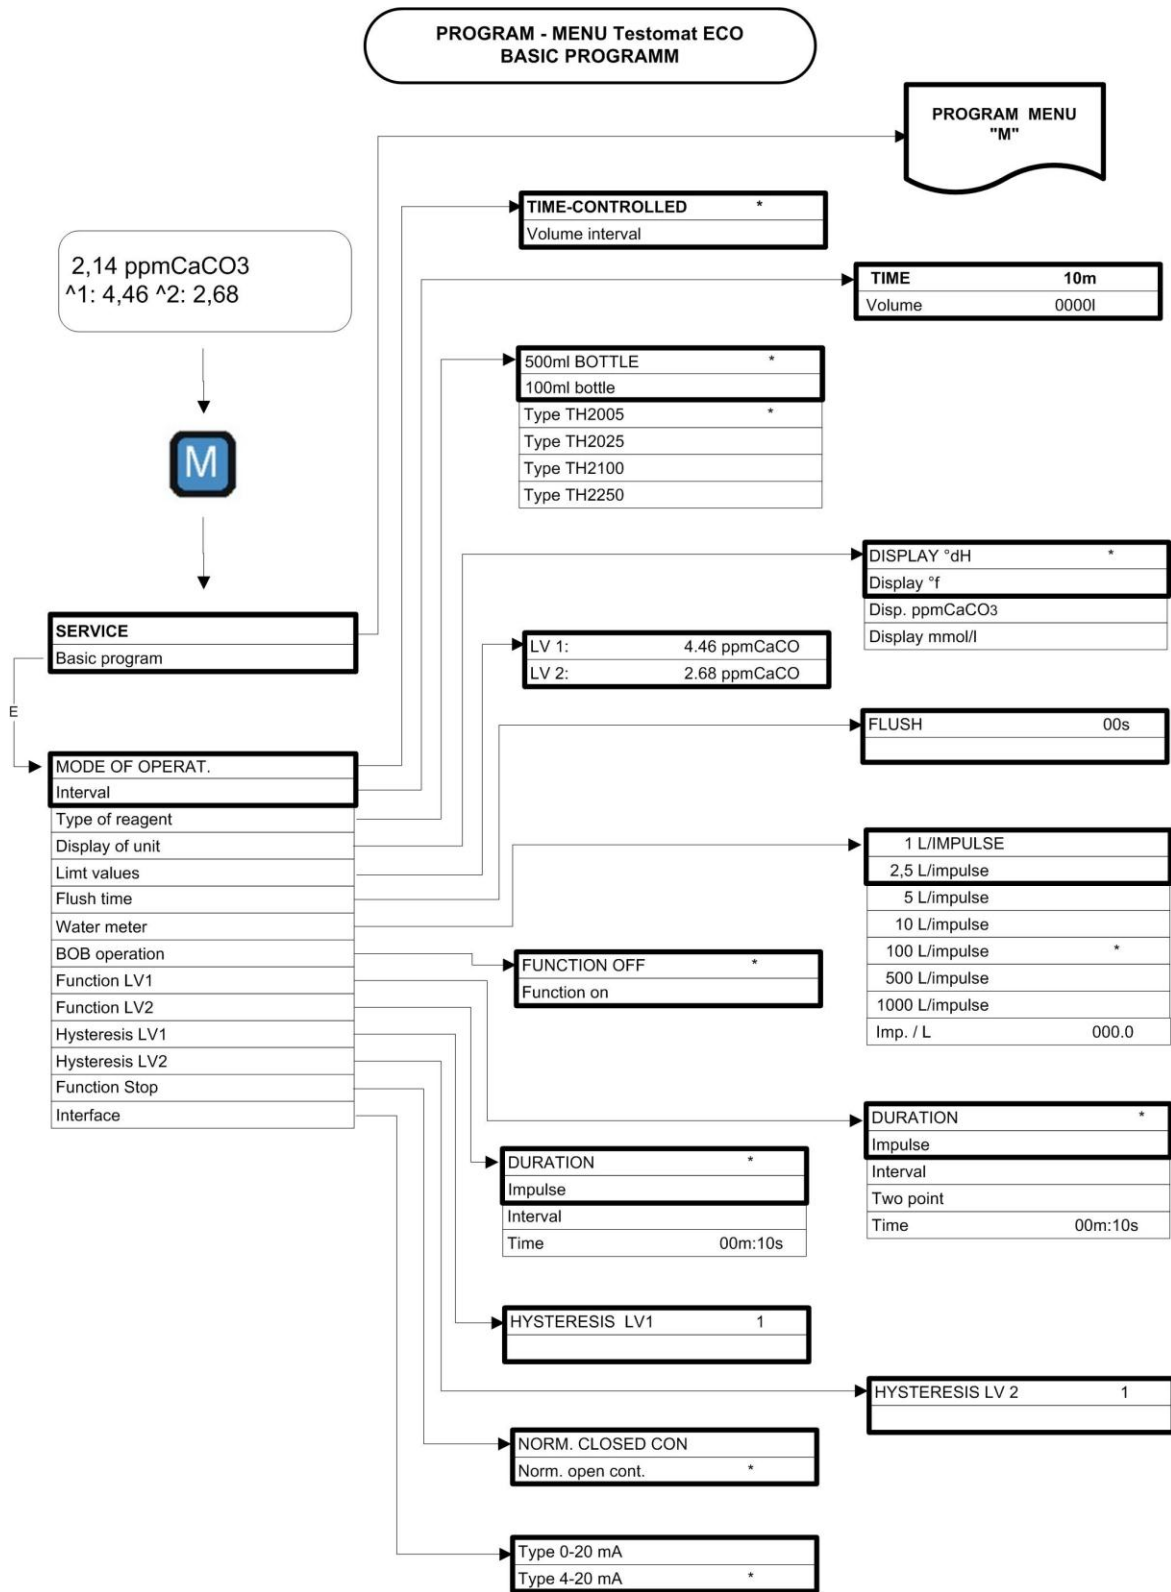 PROGRAM - MENU Testomat ECO
BASIC PROGRAMM
PROGRAM MENU
"M"
TIME-CONTROLLED *
Volume interval
2,14 ppmCaCO3
^1: 4,46 ^2: 2,68
TIME 10m
Volume 0000l
500ml BOTTLE *
100ml bottle
Type TH2005 *
Type TH2025
Type TH2100
Type TH2250
M
DISPLAY °dH *
Display °f
Disp. ppmCaCO3
Display mmol/l
SERVICE
Basic program
LV 1: 4.46 ppmCaCO
LV 2: 2.68 ppmCaCO
E
FLUSH 00s
MODE OF OPERAT.
Interval
Type of reagent
Display of unit
Limt values
Flush time
Water meter
BOB operation
Function LV1
Function LV2
Hysteresis LV1
Hysteresis LV2
Function Stop
Interface
1 L/IMPULSE
2,5 L/impulse
5 L/impulse
10 L/impulse
100 L/impulse *
500 L/impulse
1000 L/impulse
Imp. / L 000.0
FUNCTION OFF *
Function on
DURATION *
Impulse
Interval
Two point
Time 00m:10s
DURATION *
Impulse
Interval
Time 00m:10s
HYSTERESIS LV1 1
HYSTERESIS LV 2 1
NORM. CLOSED CON
Norm. open cont. *
Type 0-20 mA
Type 4-20 mA *